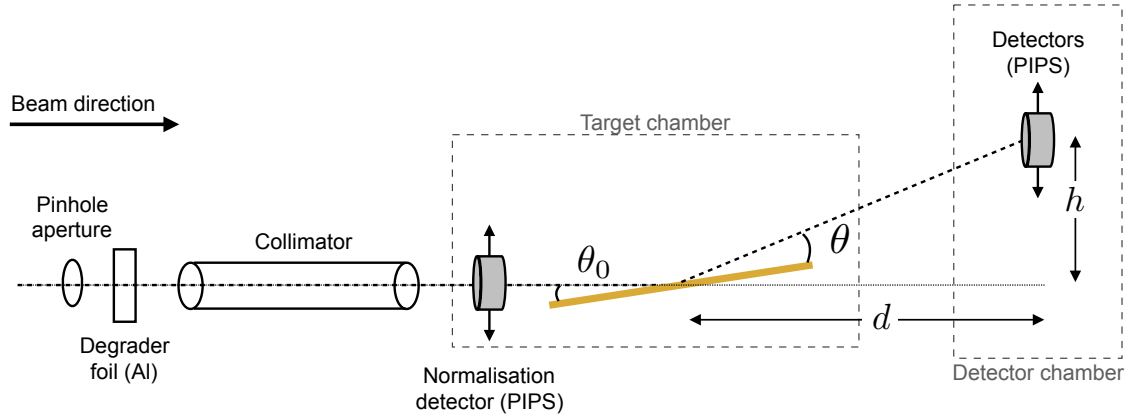 Detectors
(PIPS)
Beam direction
Target chamber
Pinhole
aperture
Collimator
θ₀
θ
h
d
Degrader
foil (Al)
Normalisation
detector (PIPS)
Detector chamber